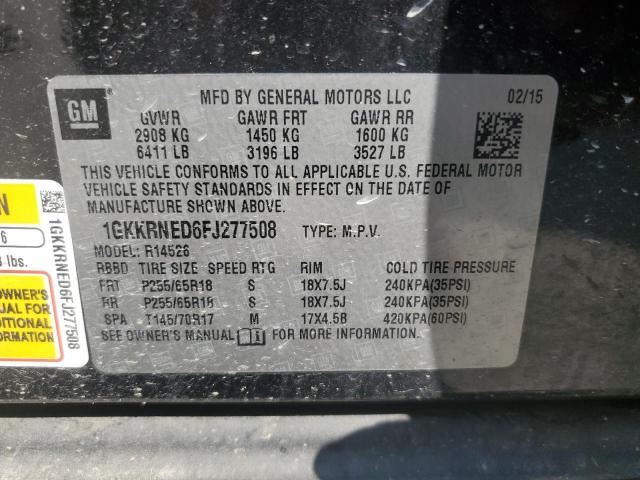 GM
MFD BY GENERAL MOTORS LLC 02/15
GVWR GAWR FRT GAWR RR
2908 KG 1450 KG 1600 KG
6411 LB 3196 LB 3527 LB
THIS VEHICLE CONFORMS TO ALL APPLICABLE U.S. FEDERAL MOTOR
VEHICLE SAFETY STANDARDS IN EFFECT ON THE DATE OF
MANUFACTURE SHOWN ABOVE.
1GKKRNED6FJ277508 TYPE: M.P.V.
MODEL: R14526
RBBD TIRE SIZE SPEED RTG RIM COLD TIRE PRESSURE
FRT P255/65R18 S 18X7.5J 240KPA(35PSI)
RR P255/65R18 S 18X7.5J 240KPA(35PSI)
SPA T145/70R17 M 17X4.5B 420KPA(60PSI)
SEE OWNER'S MANUAL FOR MORE INFORMATION.
N
6
lbs.
OWNER'S
UAL FOR
DITIONAL
ORMATION
1GKKRNED6FJ277508